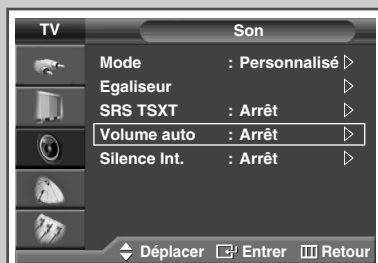 TV Son
Mode : Personnalisé
Egaliseur
SRS TSXT : Arrêt
Volume auto : Arrêt
Silence Int. : Arrêt
Déplacer Entrer Retour